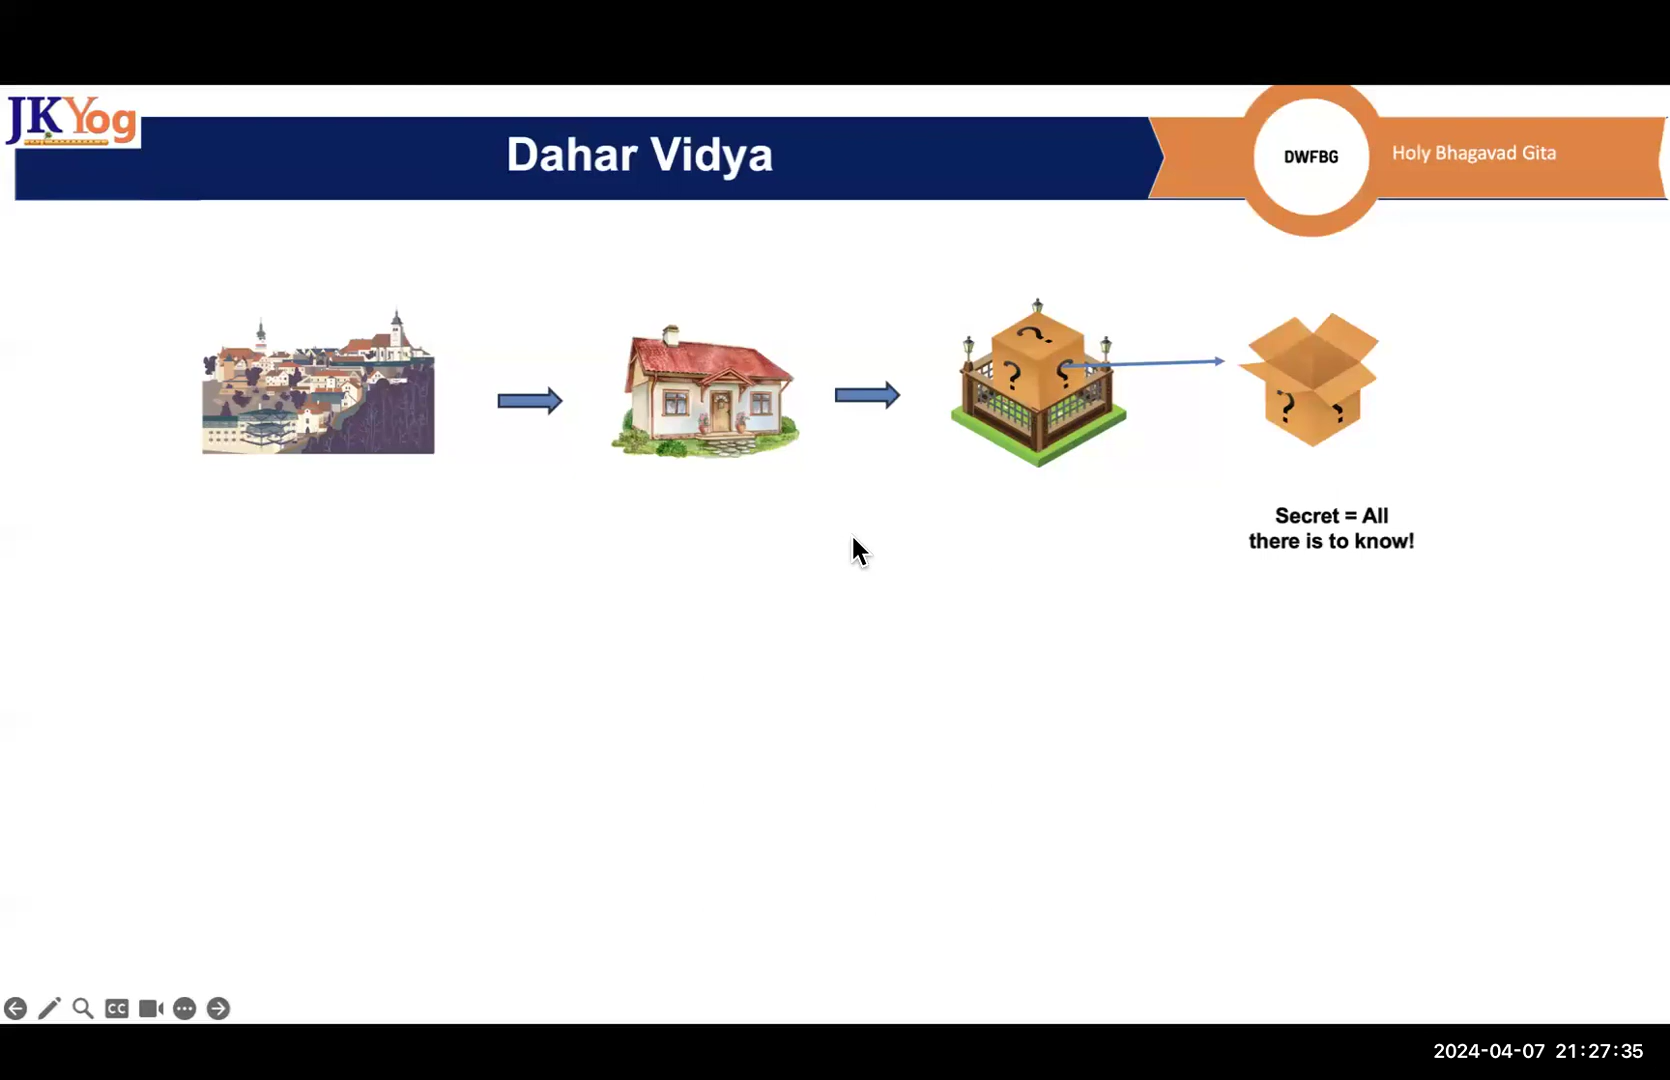 JKYog
Dahar Vidya
DWFBG
Holy Bhagavad Gita
? ? ?
? ?
Secret = All
there is to know!
CC
2024-04-07 21:27:35